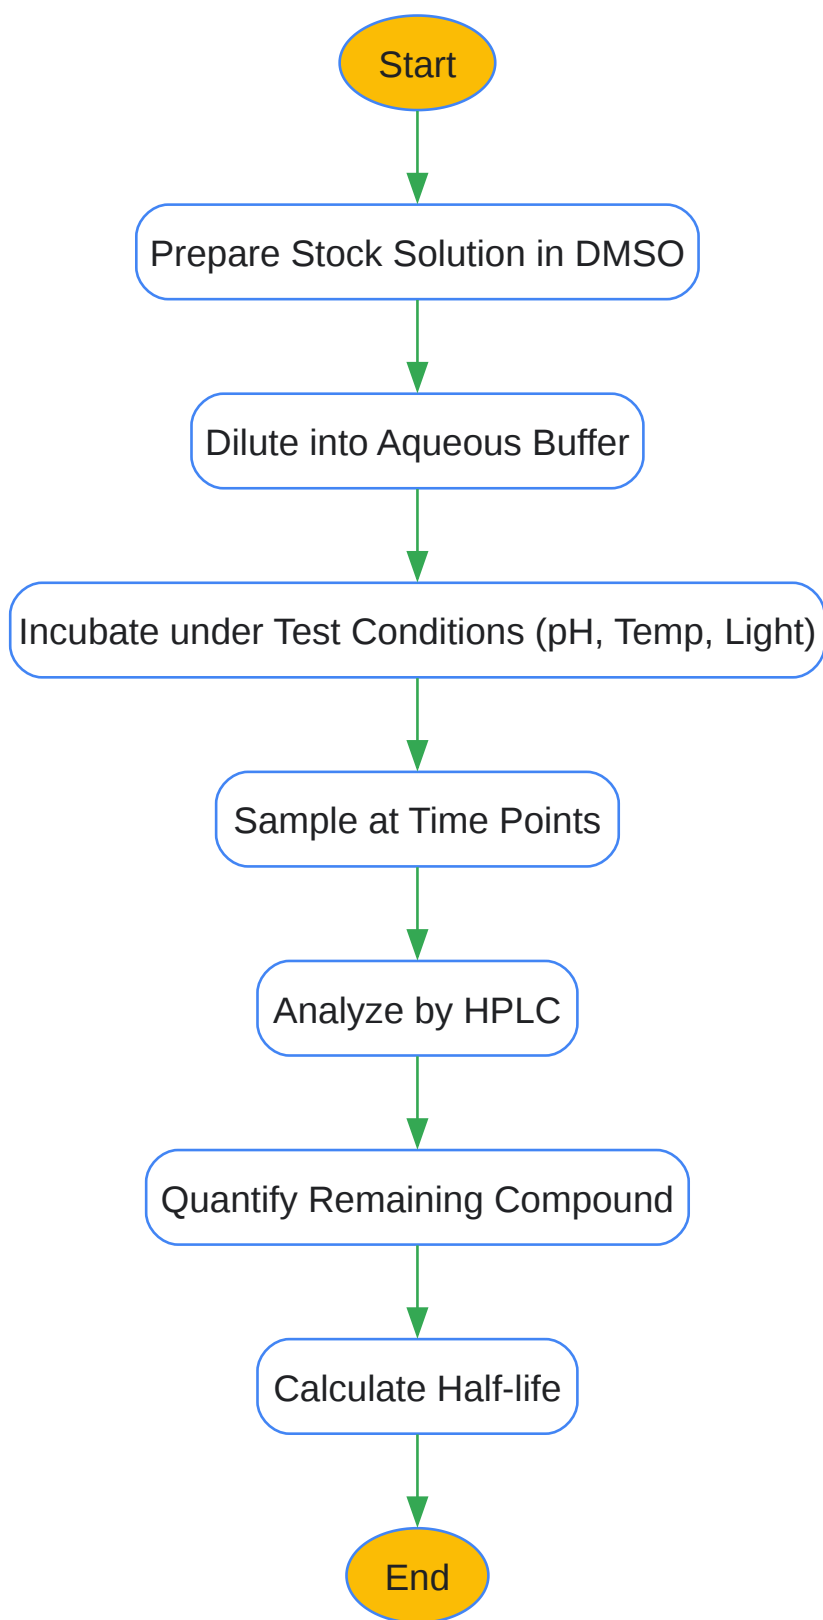 Start
Prepare Stock Solution in DMSO
Dilute into Aqueous Buffer
Incubate under Test Conditions (pH, Temp, Light)
Sample at Time Points
Analyze by HPLC
Quantify Remaining Compound
Calculate Half-life
End